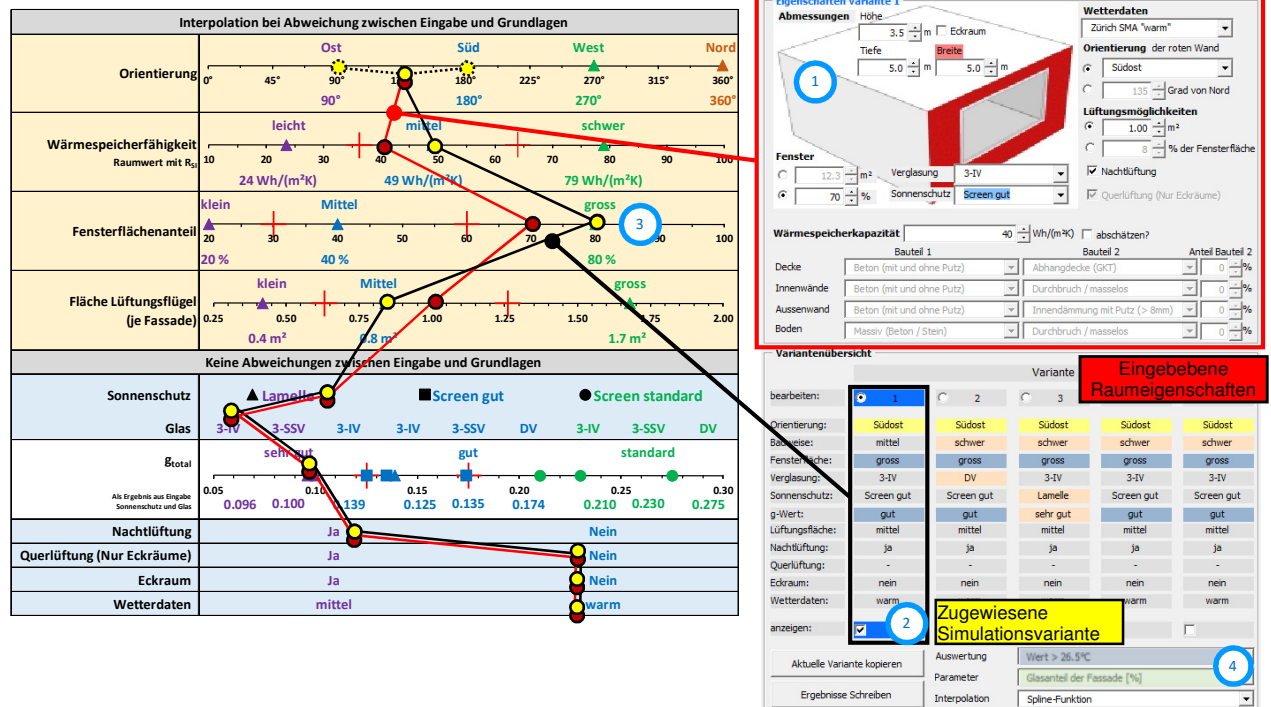 Interpolation bei Abweichung zwischen Eingabe und Grundlagen
Ost Süd West Nord
Orientierung
0° 45° 90° 180° 225° 270° 315° 360°
90° 180° 270° 360°
leicht mittel schwer
Wärmespeicherfähigkeit
Raumwert mit RSI
10 20 30 40 50 60 70 80 90 100
24 Wh/(m²K) 49 Wh/(m²K) 79 Wh/(m²K)
klein Mittel gross
Fensterflächenanteil
20 30 40 50 60 70 80 90 100
20 % 40 % 80 %
klein Mittel gross
Fläche Lüftungsflügel
(je Fassade)
0.25 0.50 0.75 1.00 1.25 1.50 1.75 2.00
0.4 m² 0.8 m² 1.7 m²
Keine Abweichungen zwischen Eingabe und Grundlagen
Sonnenschutz
Lamelle Screen gut Screen standard
Glas
3-IV 3-SSV 3-IV 3-IV 3-SSV DV 3-IV 3-SSV DV
sehr gut gut standard
gtotal
Als Ergebnis aus Eingabe
Sonnenschutz und Glas
0.05 0.10 0.15 0.20 0.25 0.30
0.096 0.100 0.139 0.125 0.135 0.174 0.210 0.230 0.275
Nachtlüftung Ja Nein
Querlüftung (Nur Eckräume) Ja Nein
Eckraum Ja Nein
Wetterdaten mittel warm
Eigenschaften Variante 1
Abmessungen Höhe
3.5 m Eckraum
Tiefe Breite
5.0 m 5.0 m
1
Wetterdaten
Zürich SMA "warm"
Orientierung der roten Wand
Südost
135 Grad von Nord
Lüftungsmöglichkeiten
1.00 m²
8 % der Fensterfläche
Nachtlüftung
Querlüftung (Nur Eckräume)
Fenster
12.3 m² Verglasung 3-IV
70 % Sonnenschutz Screen gut
3
Wärmespeicherkapazität 40 Wh/(m²K) abschätzen?
Bauteil 1 Bauteil 2 Anteil Bauteil 2
Decke Beton (mit und ohne Putz) Abhangdecke (GKT) 0 %
Innenwände Beton (mit und ohne Putz) Durchbruch / masselos 0 %
Aussenwand Beton (mit und ohne Putz) Innendämmung mit Putz (> 8mm) 0 %
Boden Massiv (Beton / Stein) Durchbruch / masselos 0 %
Variantenübersicht
Variante
Eingebebene
Raumeigenschaften
bearbeiten: 1 2 3
Orientierung: Südost Südost Südost Südost Südost
Bauweise: mittel schwer schwer schwer schwer
Fensterfläche: gross gross gross gross gross
Verglasung: 3-IV DV 3-IV 3-IV 3-IV
Sonnenschutz: Screen gut Screen gut Lamelle Screen gut Screen gut
g-Wert: gut gut sehr gut gut gut
Lüftungsfläche: mittel mittel mittel mittel mittel
Nachtlüftung: ja ja ja ja ja
Querlüftung: - - - - -
Eckraum: nein nein nein nein nein
Wetterdaten: warm warm warm
Zugewiesene
Simulationsvariante
anzeigen: 2
Aktuelle Variante kopieren
Ergebnisse Schreiben
Auswertung Wert > 26.5°C
Parameter Glasanteil der Fassade [%]
4
Interpolation Spline-Funktion